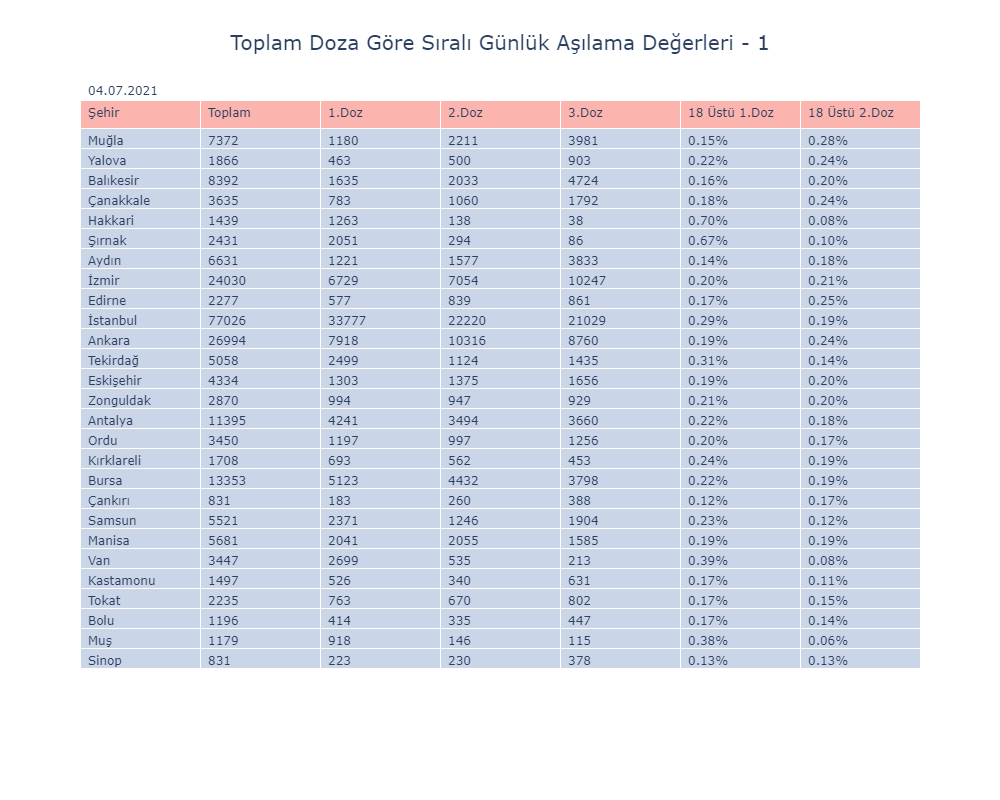 Toplam Doza Göre Sıralı Günlük Aşılama Değerleri - 1
04.07.2021
Şehir Toplam 1.Doz 2.Doz 3.Doz 18 Üstü 1.Doz 18 Üstü 2.Doz
Muğla 7372 1180 2211 3981 0.15% 0.28%
Yalova 1866 463 500 903 0.22% 0.24%
Balıkesir 8392 1635 2033 4724 0.16% 0.20%
Çanakkale 3635 783 1060 1792 0.18% 0.24%
Hakkari 1439 1263 138 38 0.70% 0.08%
Şırnak 2431 2051 294 86 0.67% 0.10%
Aydın 6631 1221 1577 3833 0.14% 0.18%
İzmir 24030 6729 7054 10247 0.20% 0.21%
Edirne 2277 577 839 861 0.17% 0.25%
İstanbul 77026 33777 22220 21029 0.29% 0.19%
Ankara 26994 7918 10316 8760 0.19% 0.24%
Tekirdağ 5058 2499 1124 1435 0.31% 0.14%
Eskişehir 4334 1303 1375 1656 0.19% 0.20%
Zonguldak 2870 994 947 929 0.21% 0.20%
Antalya 11395 4241 3494 3660 0.22% 0.18%
Ordu 3450 1197 997 1256 0.20% 0.17%
Kırklareli 1708 693 562 453 0.24% 0.19%
Bursa 13353 5123 4432 3798 0.22% 0.19%
Çankırı 831 183 260 388 0.12% 0.17%
Samsun 5521 2371 1246 1904 0.23% 0.12%
Manisa 5681 2041 2055 1585 0.19% 0.19%
Van 3447 2699 535 213 0.39% 0.08%
Kastamonu 1497 526 340 631 0.17% 0.11%
Tokat 2235 763 670 802 0.17% 0.15%
Bolu 1196 414 335 447 0.17% 0.14%
Muş 1179 918 146 115 0.38% 0.06%
Sinop 831 223 230 378 0.13% 0.13%